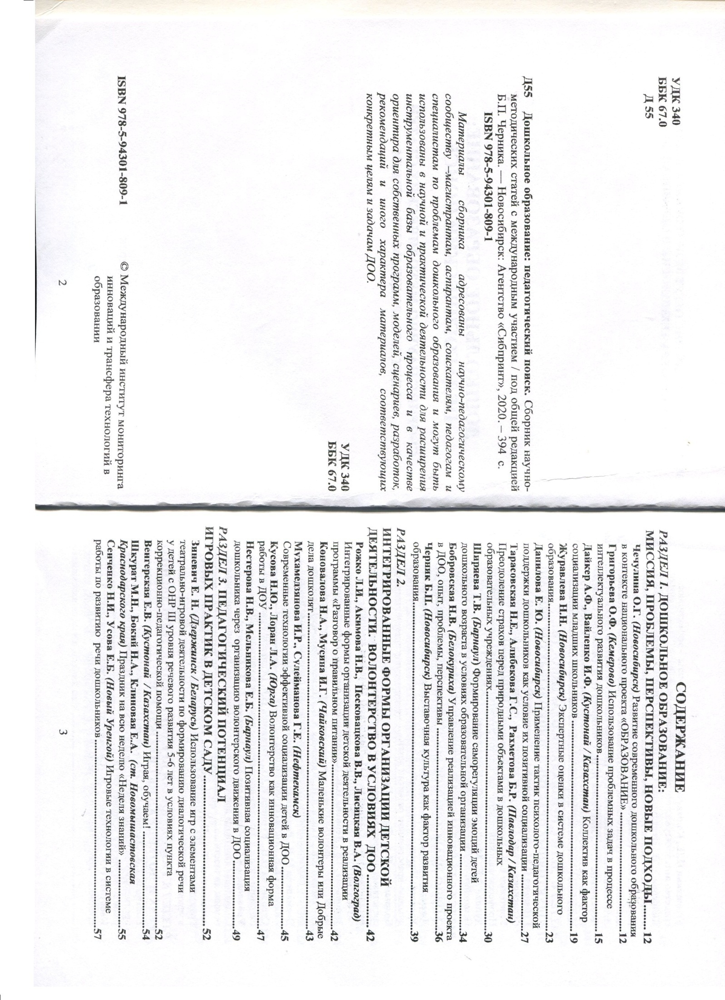 УДК 340
ББК 67.0
Д 55
Д55 Дошкольное образование: педагогический поиск. Сборник научно-
методических статей с международным участием / под общей редакцией
Б.П. Черника. — Новосибирск: Агентство «Сибпринт», 2020. – 394 с.
ISBN 978-5-94301-809-1
Материалы сборника адресованы научно-педагогическому
сообществу –магистрантам, аспирантам, соискателям, педагогам и
специалистам по проблемам дошкольного образования и могут быть
использованы в научной и практической деятельности для расширения
инструментальной базы образовательного процесса и в качестве
ориентира для собственных программ, моделей, сценариев, разработок,
рекомендаций и иного характера материалов, соответствующих
конкретным целям и задачам ДОО.
УДК 340
ББК 67.0
ISBN 978-5-94301-809-1
© Международный институт мониторинга
инноваций и трансфера технологий в
образовании
2
СОДЕРЖАНИЕ
РАЗДЕЛ 1. ДОШКОЛЬНОЕ ОБРАЗОВАНИЕ:
МИССИЯ, ПРОБЛЕМЫ, ПЕРСПЕКТИВЫ, НОВЫЕ ПОДХОДЫ.........12
Чечулина О.Г. (Новосибирск) Развитие современного дошкольного образования
в контексте национального проекта «ОБРАЗОВАНИЕ»..................12
Григорьева О.Ф. (Кемерово) Использование проблемных задач в процессе
интеллектуального развития дошкольников..................15
Дайкер А.Ф., Вайленко И.Ф. (Кустоной / Казахстан) Коллектив как фактор
социализации младших школьников..................19
Журавлева Н.Н. (Новосибирск) Экспертные оценки в системе дошкольного
образования..................23
Данилова Е. Ю. (Новосибирск) Применение тактик психолого-педагогической
поддержки дошкольников как условие их позитивной социализации..................27
Тарасовская Н.Е., Алибекова Г.С., Рахметова Б.Р. (Павлодар / Казахстан)
Преодоление страхов перед природными объектами в дошкольных
образовательных учреждениях..................30
Ширяева Т.В. (Барнаул) Формирование саморегуляции эмоций детей
дошкольного возраста в условиях образовательной организации..................34
Бобровская Н.В. (Белокуриха) Управление реализацией инновационного проекта
в ДОО, опыт, проблемы, перспективы..................36
Черник Б.П. (Новосибирск) Выставочная культура как фактор развития
образования..................39
РАЗДЕЛ 2.
ИНТЕГРИРОВАННЫЕ ФОРМЫ ОРГАНИЗАЦИИ ДЕТСКОЙ
ДЕЯТЕЛЬНОСТИ. ВОЛОНТЕРСТВО В УСЛОВИЯХ ДОО..................42
Рожко Л.И., Акимова Н.В., Песковацкова В.В., Лисицкая В.А. (Волгоград)
Интегрированные формы организации детской деятельности в реализации
программы «Разговор о правильном питании»..................42
Коновалова Н.А., Мусина И.Г. (Чайковский) Маленькие волонтеры или Добрые
дела дошколят..................43
Мухамедзянова И.Р., Сулейманова Г.Е. (Нефтекамск)
Современные технологии эффективной социализации детей в ДОО..................45
Кусова Н.Ю., Лоран Л.А. (Юрга) Волонтерство как инновационная форма
работы в ДОУ..................47
Нестерова Н.В., Мельникова Е.Б. (Барнаул) Позитивная социализация
дошкольника через организацию волонтерского движения в ДОО..................49
РАЗДЕЛ 3. ПЕДАГОГИЧЕСКИЙ ПОТЕНЦИАЛ
ИГРОВЫХ ПРАКТИК В ДЕТСКОМ САДУ..................52
Зиневич Е. Н. (Дзержинск / Беларусь) Использование игр с элементами
театрально-игровой деятельности по формированию диалогической речи
у детей с ОНР III уровня речевого развития 5-6 лет в условиях пункта
коррекционно-педагогической помощи..................52
Венгерская Е.В. (Кустонай / Казахстан) Играя, обучаем!..................54
Шкурат М.Н., Бокий Н.А., Клиновая Е.А. (ст. Новомышастовская
Краснодарского края) Праздник на всю неделю «Неделя знаний»..................55
Сенченко Н.И., Усова Е.Б. (Новый Уренгой) Игровые технологии в системе
работы по развитию речи дошкольников..................57
3